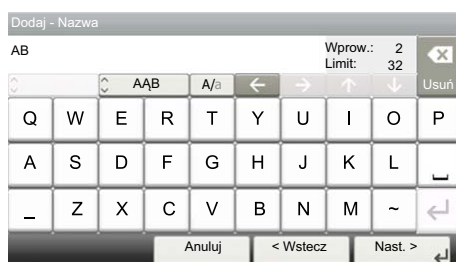 Dodaj - Nazwa
AB Wprow.: 2
Limit: 32
AĄB A/a Usuń
Q W E R T Y U I O P
A S D F G H J K L
_ Z X C V B N M ~
Anuluj < Wstecz Nast. >